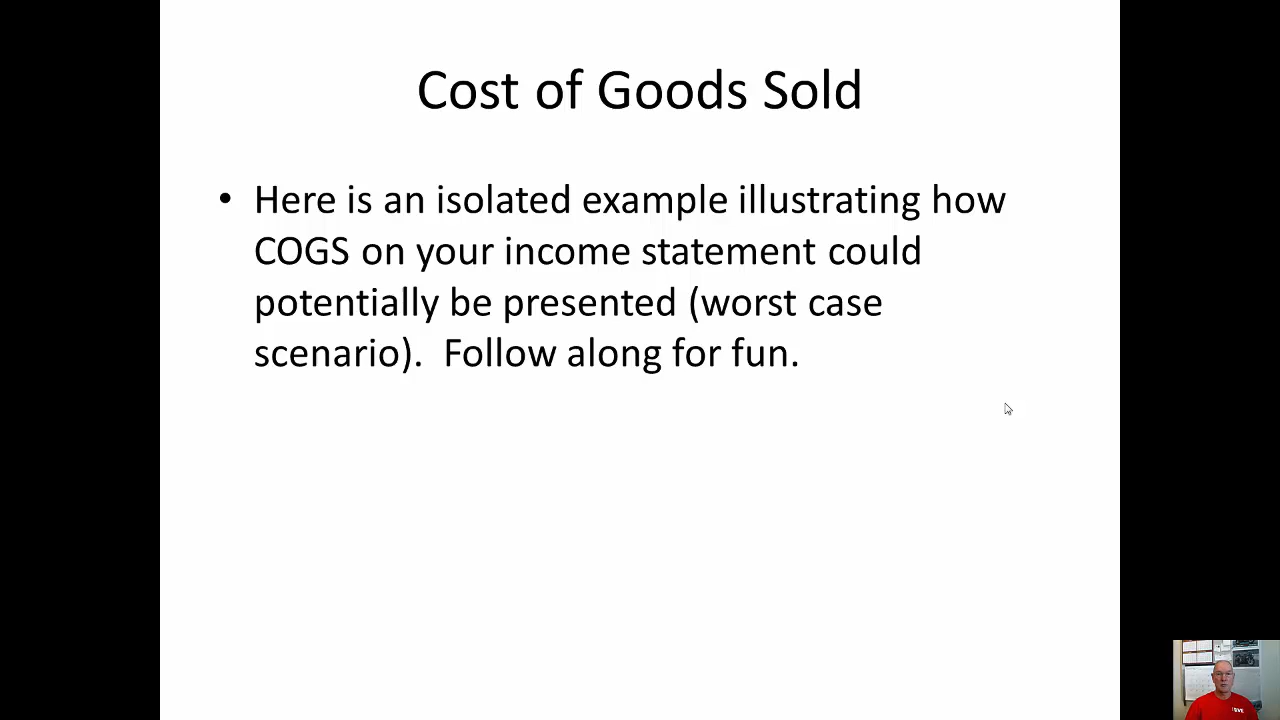 Cost of Goods Sold
• Here is an isolated example illustrating how
COGS on your income statement could
potentially be presented (worst case
scenario).  Follow along for fun.